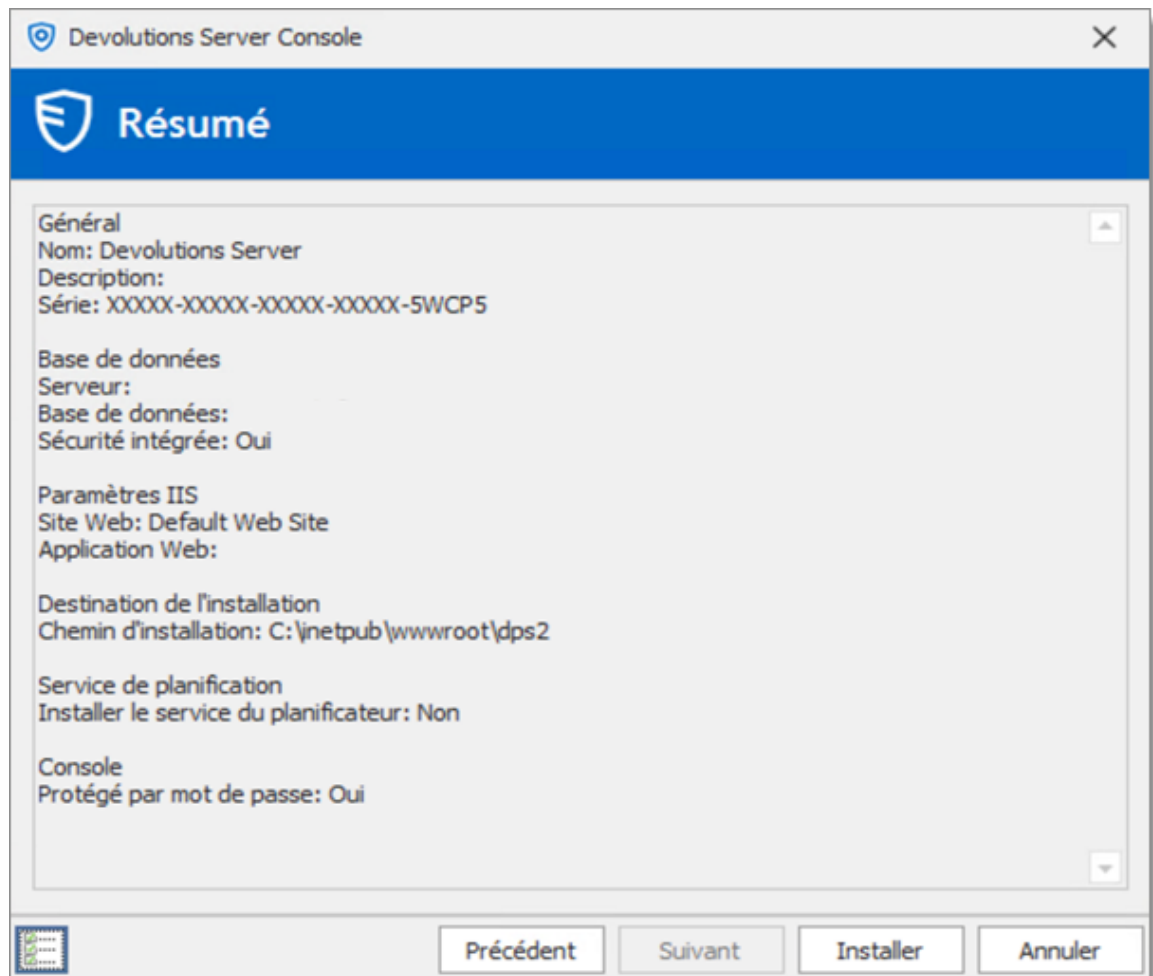 Devolutions Server Console
Résumé
Général
Nom: Devolutions Server
Description:
Série: XXXXX-XXXXX-XXXXX-XXXXX-5WCP5
Base de données
Serveur:
Base de données:
Sécurité intégrée: Oui
Paramètres IIS
Site Web: Default Web Site
Application Web:
Destination de l'installation
Chemin d'installation: C:\inetpub\wwwroot\dps2
Service de planification
Installer le service du planificateur: Non
Console
Protégé par mot de passe: Oui
Précédent
Suivant
Installer
Annuler